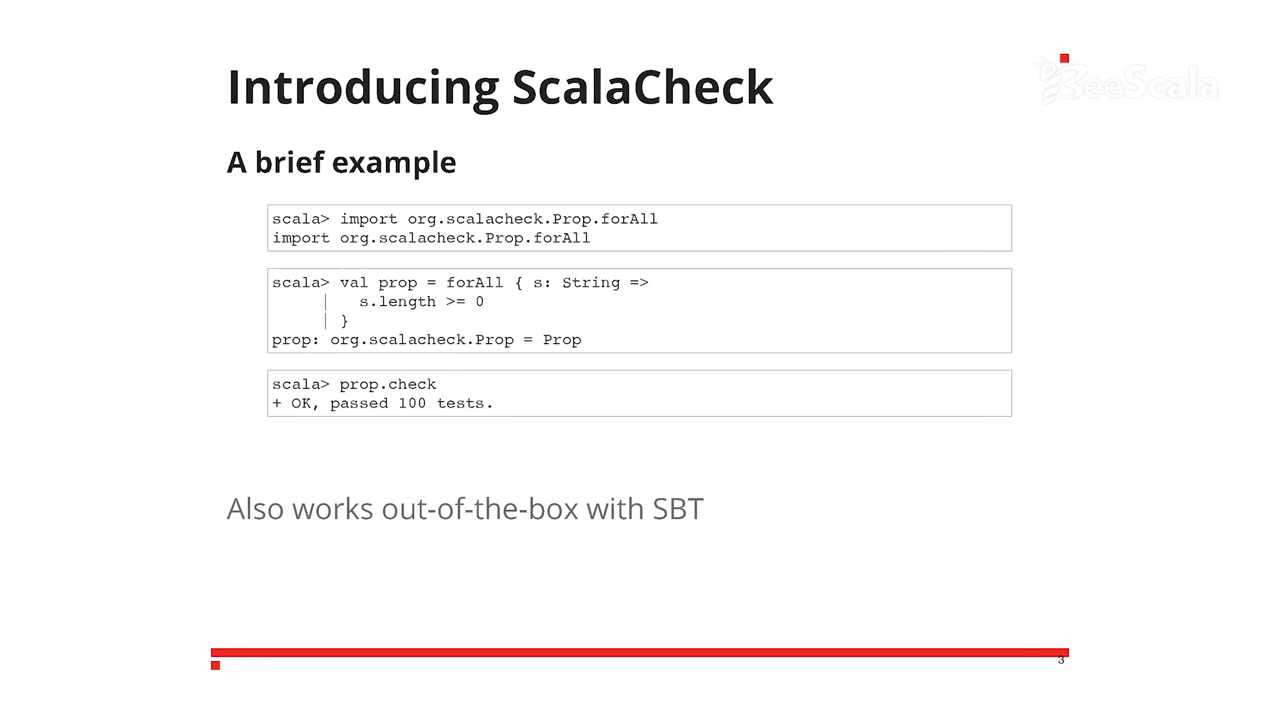 Introducing ScalaCheck
BeeScala
A brief example
scala> import org.scalacheck.Prop.forAll
import org.scalacheck.Prop.forAll
scala> val prop = forAll { s: String =>
| s.length >= 0
| }
prop: org.scalacheck.Prop = Prop
scala> prop.check
+ OK, passed 100 tests.
Also works out-of-the-box with SBT
3